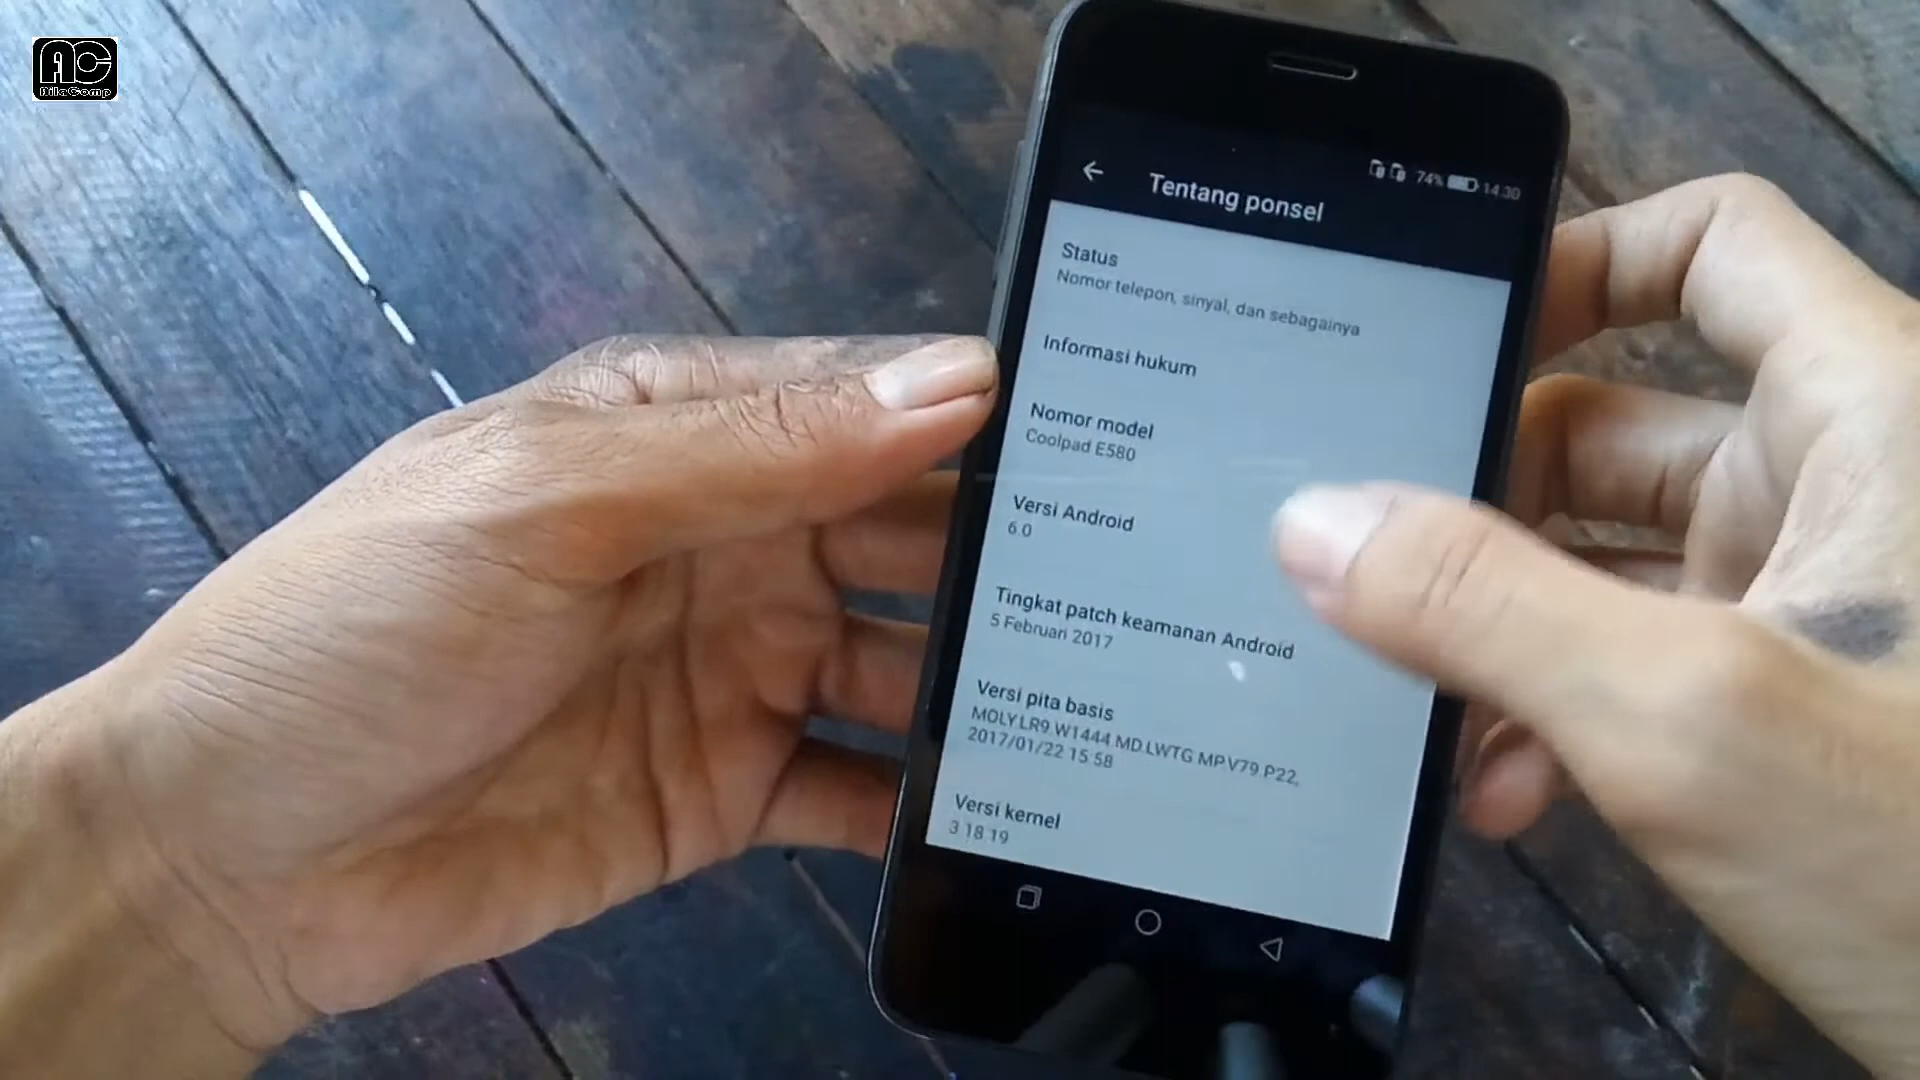 AC
AilaComp
74% 14:30
Tentang ponsel
Status
Nomor telepon, sinyal, dan sebagainya
Informasi hukum
Nomor model
Coolpad E580
Versi Android
6.0
Tingkat patch keamanan Android
5 Februari 2017
Versi pita basis
MOLY.LR9.W1444.MD.LWTG.MP.V79.P22,
2017/01/22 15:58
Versi kernel
3.18.19